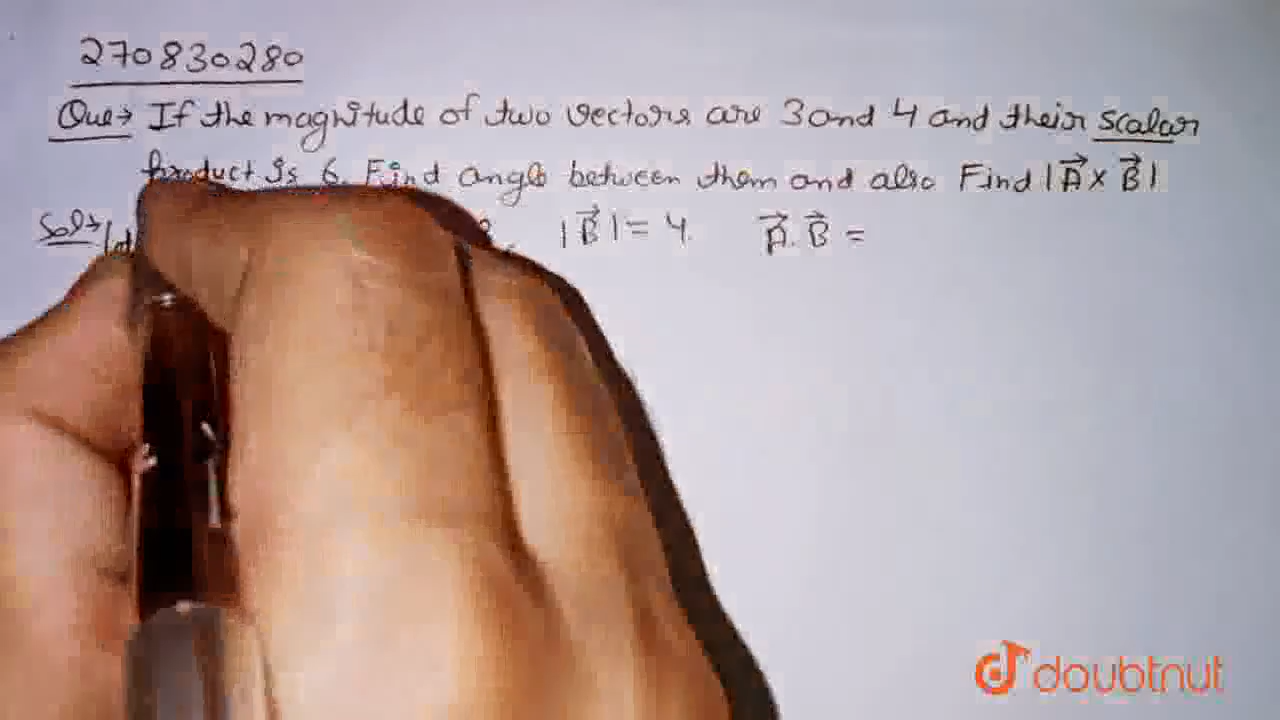 270830280
Que→ If the magnitude of two vectors are 3 and 4 and their scalar
product is 6. Find angle between them and also Find |A⃗ × B⃗|
Sol→ |B⃗| = 4 A⃗. B⃗ =
doubtnut